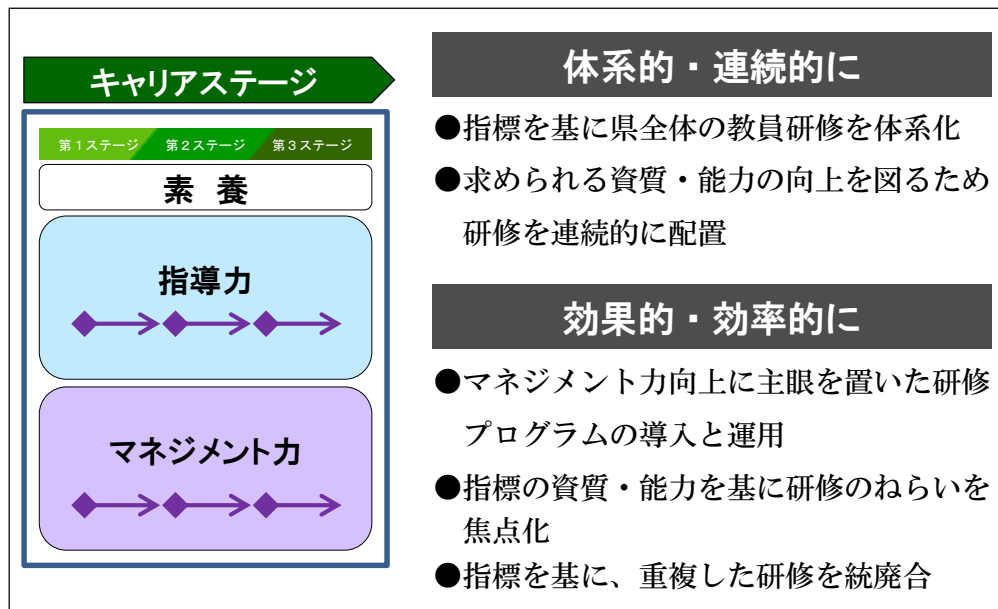 キャリアステージ
第1ステージ 第2ステージ 第3ステージ
素 養
指導力
マネジメント力
体系的・連続的に
●指標を基に県全体の教員研修を体系化
●求められる資質・能力の向上を図るため
研修を連続的に配置
効果的・効率的に
●マネジメント力向上に主眼を置いた研修
プログラムの導入と運用
●指標の資質・能力を基に研修のねらいを
焦点化
●指標を基に、重複した研修を統廃合